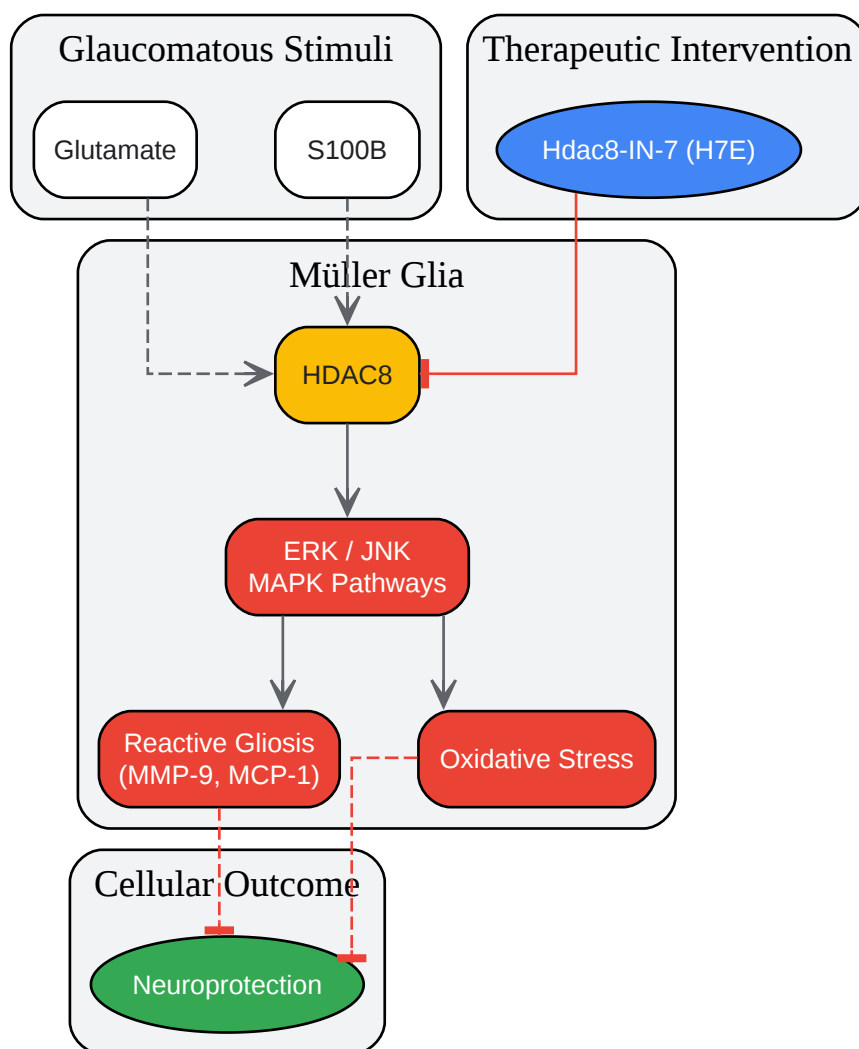 Glaucomatous Stimuli
Therapeutic Intervention
Glutamate
S100B
Hdac8-IN-7 (H7E)
Müller Glia
HDAC8
ERK / JNK
MAPK Pathways
Reactive Gliosis
(MMP-9, MCP-1)
Oxidative Stress
Cellular Outcome
Neuroprotection